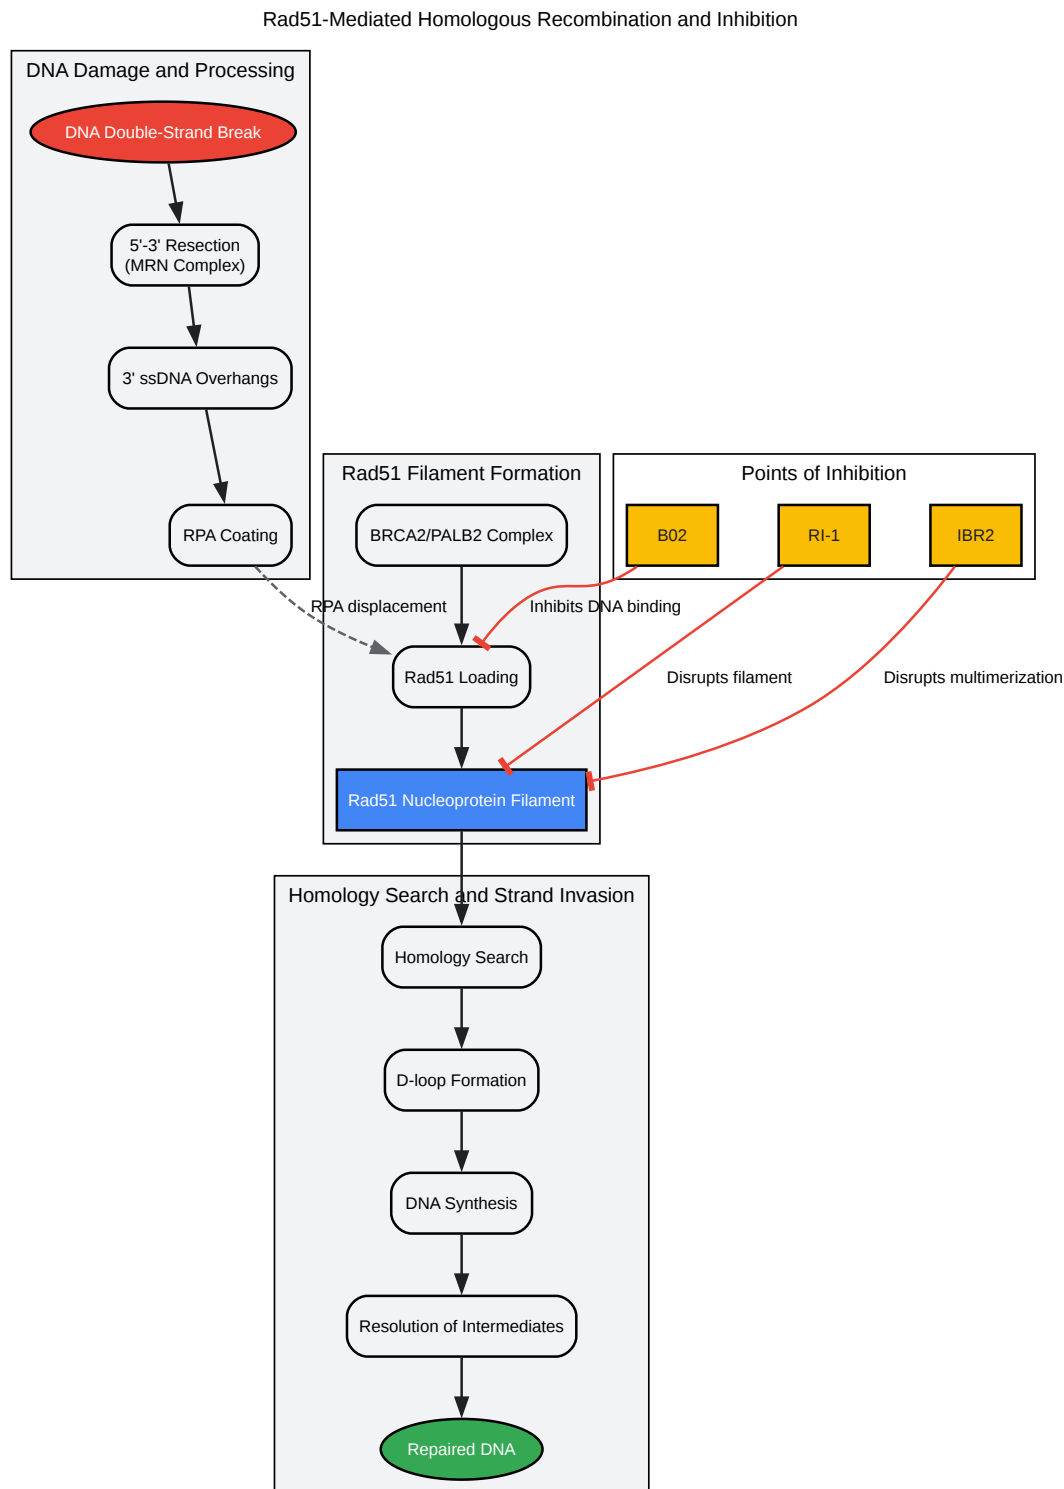 Rad51-Mediated Homologous Recombination and Inhibition
DNA Damage and Processing
DNA Double-Strand Break
5'-3' Resection
(MRN Complex)
3' ssDNA Overhangs
RPA Coating
Rad51 Filament Formation
BRCA2/PALB2 Complex
Points of Inhibition
B02
RI-1
IBR2
RPA displacement
Inhibits DNA binding
Rad51 Loading
Disrupts filament
Disrupts multimerization
Rad51 Nucleoprotein Filament
Homology Search and Strand Invasion
Homology Search
D-loop Formation
DNA Synthesis
Resolution of Intermediates
Repaired DNA